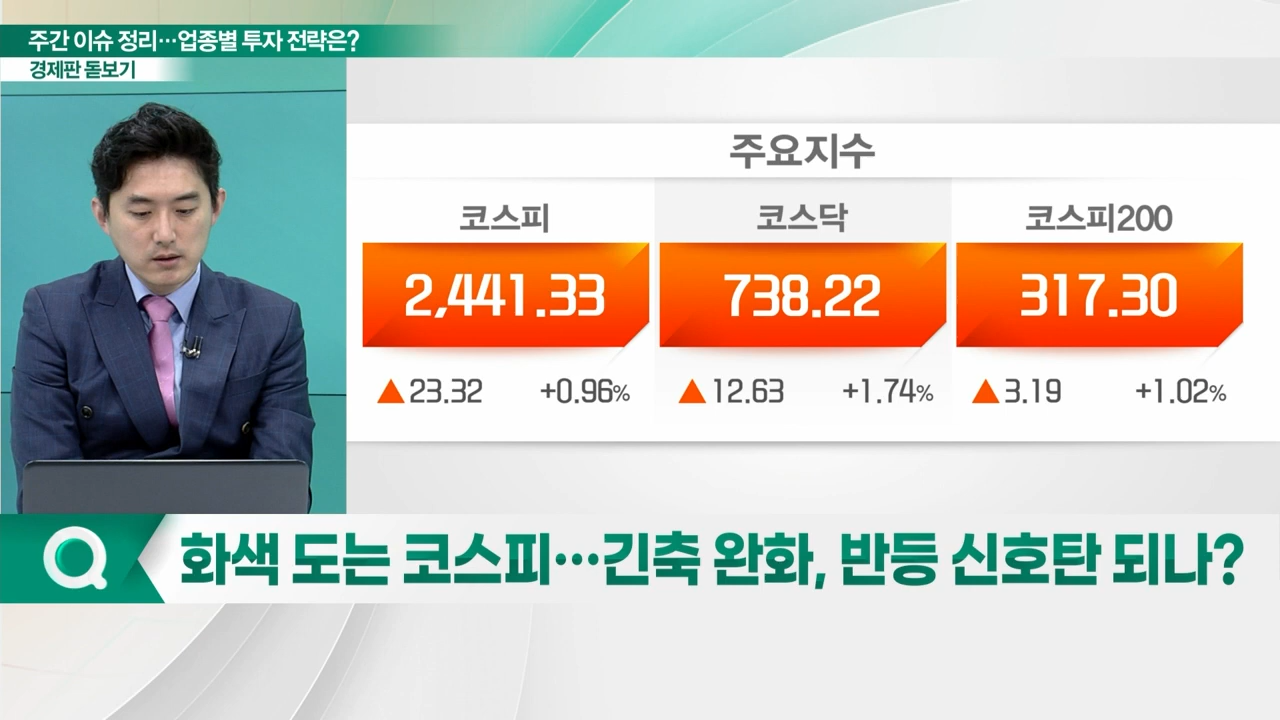 주간 이슈 정리…업종별 투자 전략은?
경제판 돋보기
주요지수
코스피 코스닥 코스피200
2,441.33 738.22 317.30
▲23.32 +0.96% ▲12.63 +1.74% ▲3.19 +1.02%
Q 화색 도는 코스피…긴축 완화, 반등 신호탄 되나?